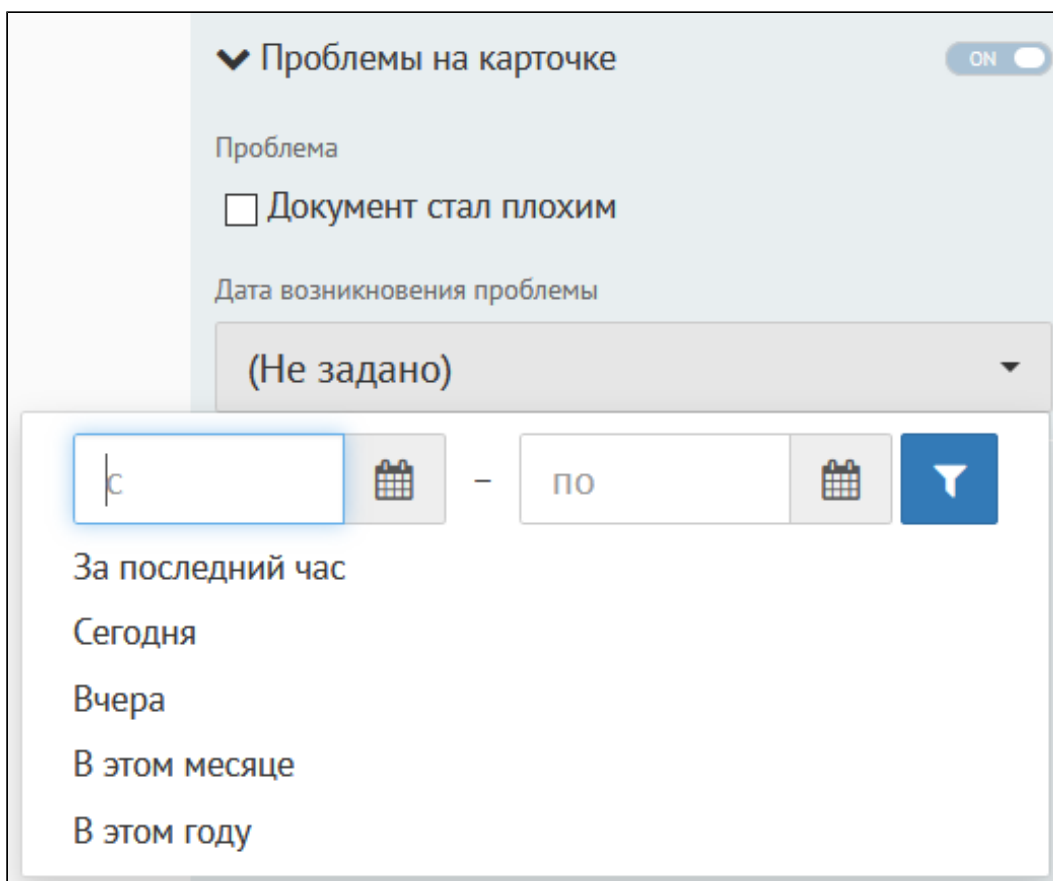 Проблемы на карточке ON
Проблема
Документ стал плохим
Дата возникновения проблемы
(Не задано)
с – по
За последний час
Сегодня
Вчера
В этом месяце
В этом году